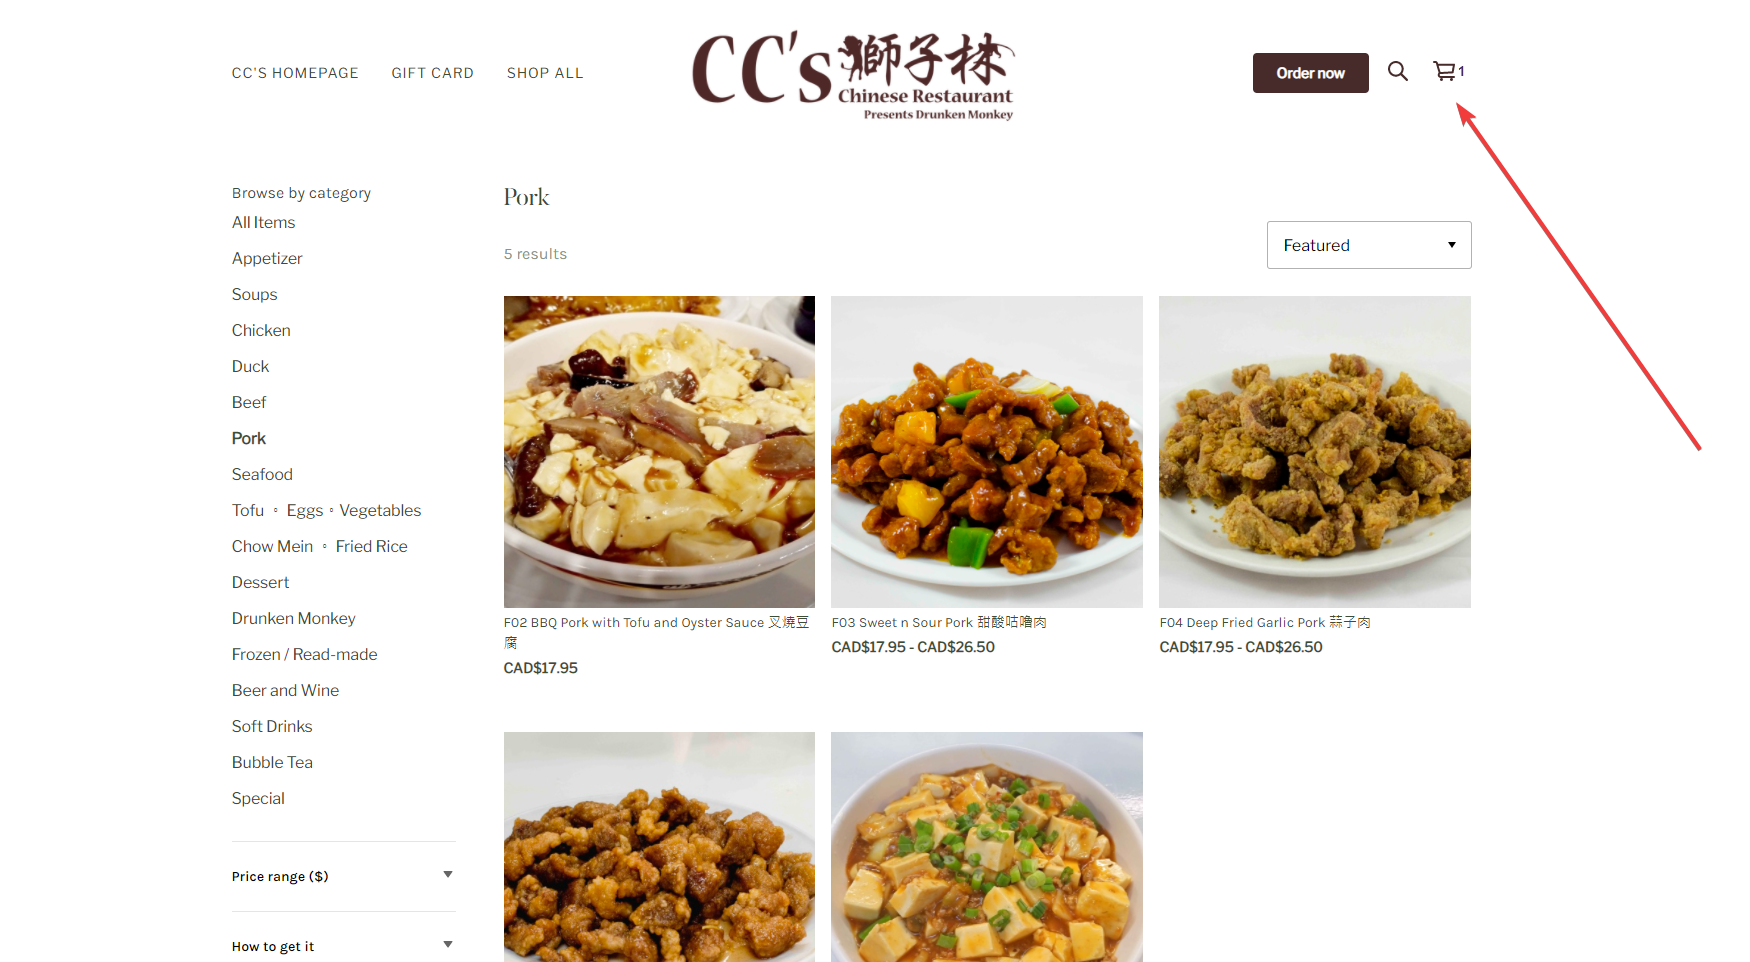 CC'S HOMEPAGE
GIFT CARD
SHOP ALL
CC's 獅子林
Chinese Restaurant
Presents Drunken Monkey
Order now
1
Browse by category
All Items
Appetizer
Soups
Chicken
Duck
Beef
Pork
Seafood
Tofu ◦ Eggs ◦ Vegetables
Chow Mein ◦ Fried Rice
Dessert
Drunken Monkey
Frozen / Read-made
Beer and Wine
Soft Drinks
Bubble Tea
Special
Price range ($)
How to get it
Pork
5 results
Featured
F02 BBQ Pork with Tofu and Oyster Sauce 叉燒豆
腐
CAD$17.95
F03 Sweet n Sour Pork 甜酸咕嚕肉
CAD$17.95 - CAD$26.50
F04 Deep Fried Garlic Pork 蒜子肉
CAD$17.95 - CAD$26.50